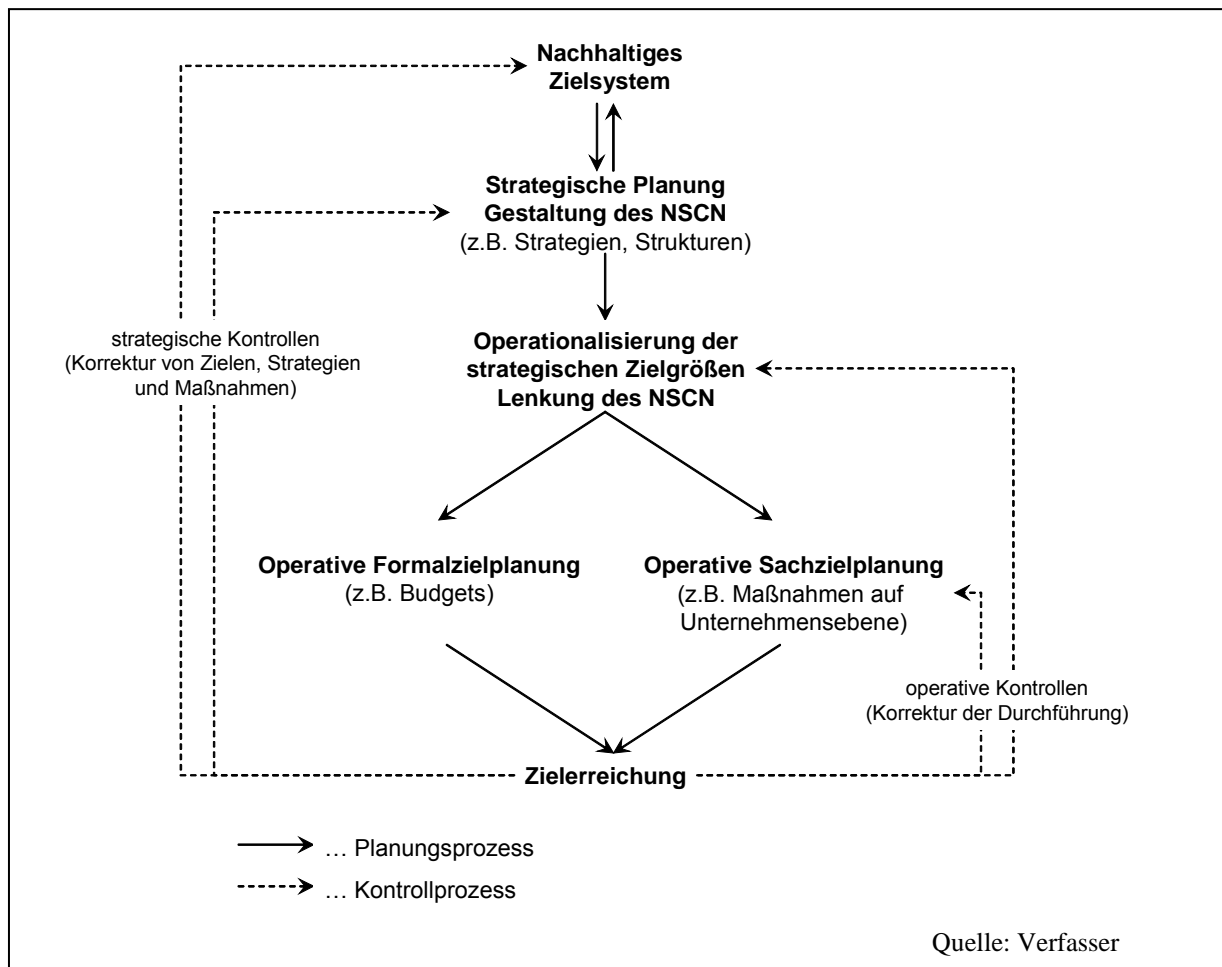 Nachhaltiges
Zielsystem
Strategische Planung
Gestaltung des NSCN
(z.B. Strategien, Strukturen)
strategische Kontrollen
(Korrektur von Zielen, Strategien
und Maßnahmen)
Operationalisierung der
strategischen Zielgrößen
Lenkung des NSCN
Operative Formalzielplanung
(z.B. Budgets)
Operative Sachzielplanung
(z.B. Maßnahmen auf
Unternehmensebene)
operative Kontrollen
(Korrektur der Durchführung)
Zielerreichung
… Planungsprozess
… Kontrollprozess
Quelle: Verfasser